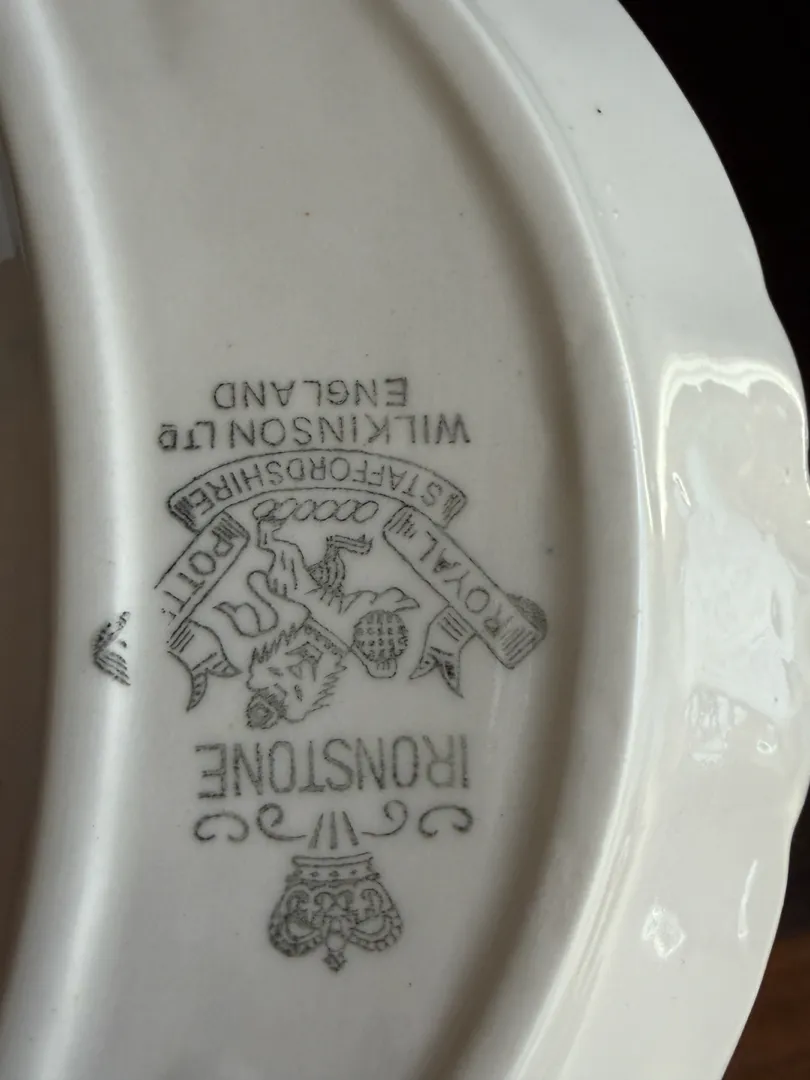 IRONSTONE
ROYAL STAFFORDSHIRE POTT
WILKINSON LTD
ENGLAND